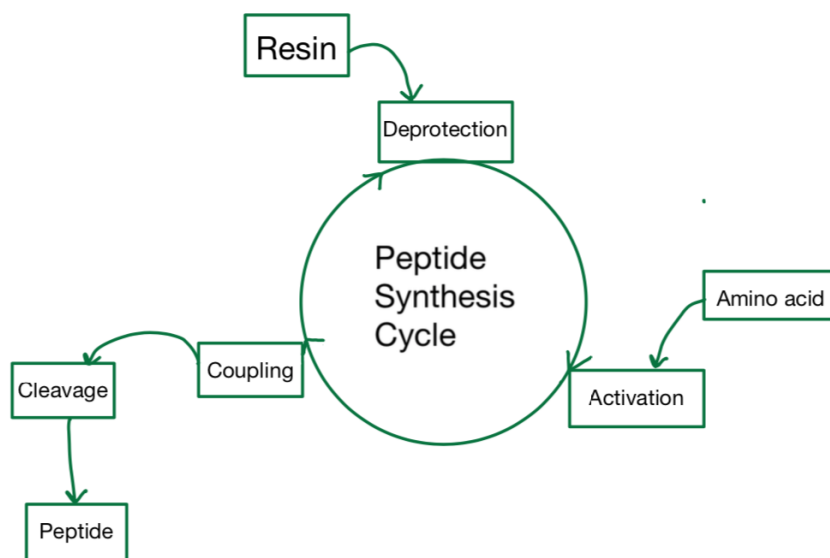 Resin
Deprotection
Peptide
Synthesis
Cycle
Amino acid
Activation
Coupling
Cleavage
Peptide